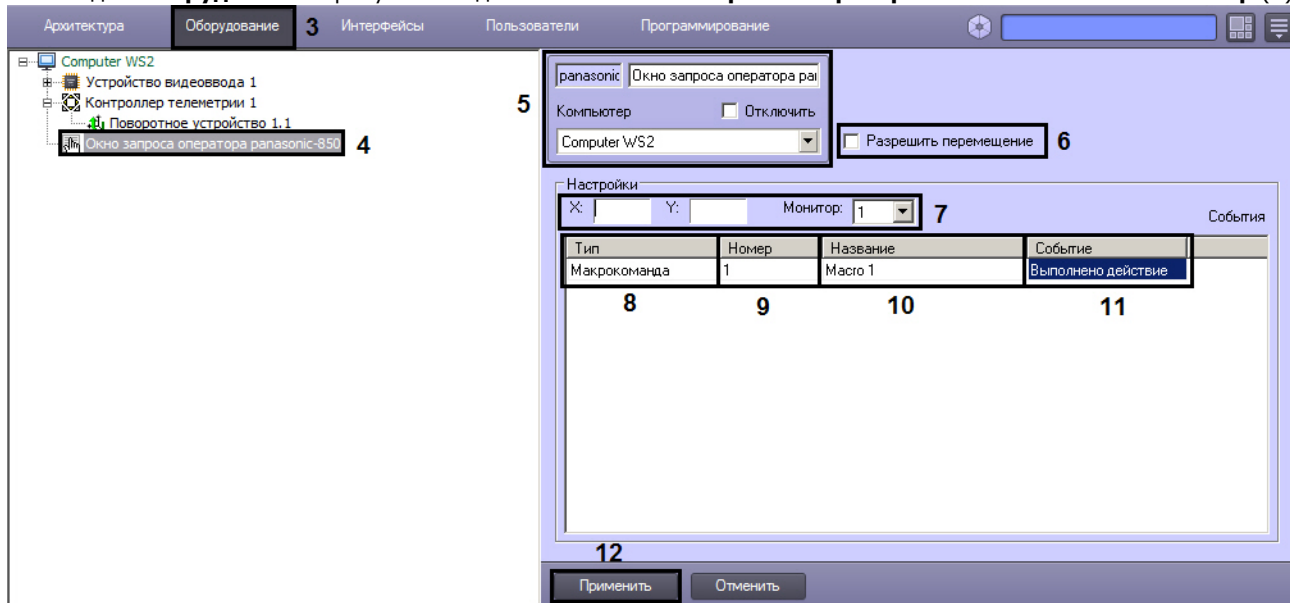 Архитектура Оборудование 3 Интерфейсы Пользователи Программирование
Computer WS2
Устройство видеоввода 1
Контроллер телеметрии 1
Поворотное устройство 1.1
Окно запроса оператора panasonic-850 4
panasonic Окно запроса оператора pai
5 Компьютер Отключить
Computer WS2 Разрешить перемещение 6
Настройки
X: Y: Монитор: 1 7
События
Тип Номер Название Событие
Макрокоманда 1 Macro 1 Выполнено действие
8 9 10 11
12
Применить Отменить